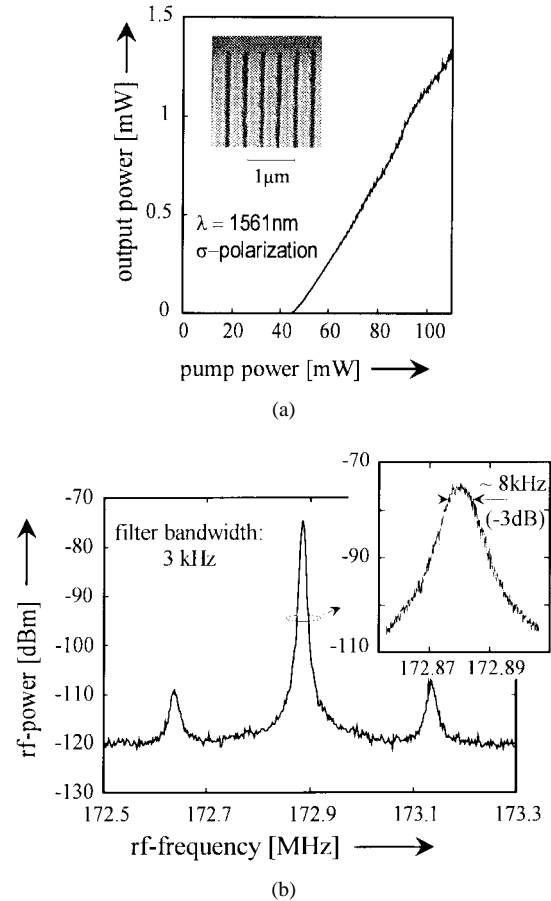 1.5
1
0.5
0
output power [mW]
1μm
λ = 1561nm
σ–polarization
0 20 40 60 80 100
pump power [mW]
(a)
-70
-80
-90
-100
-110
-120
-130
rf-power [dBm]
filter bandwidth:
3 kHz
-70
-90
-110
~ 8kHz
(-3dB)
172.87 172.89
172.5 172.7 172.9 173.1 173.3
rf-frequency [MHz]
(b)